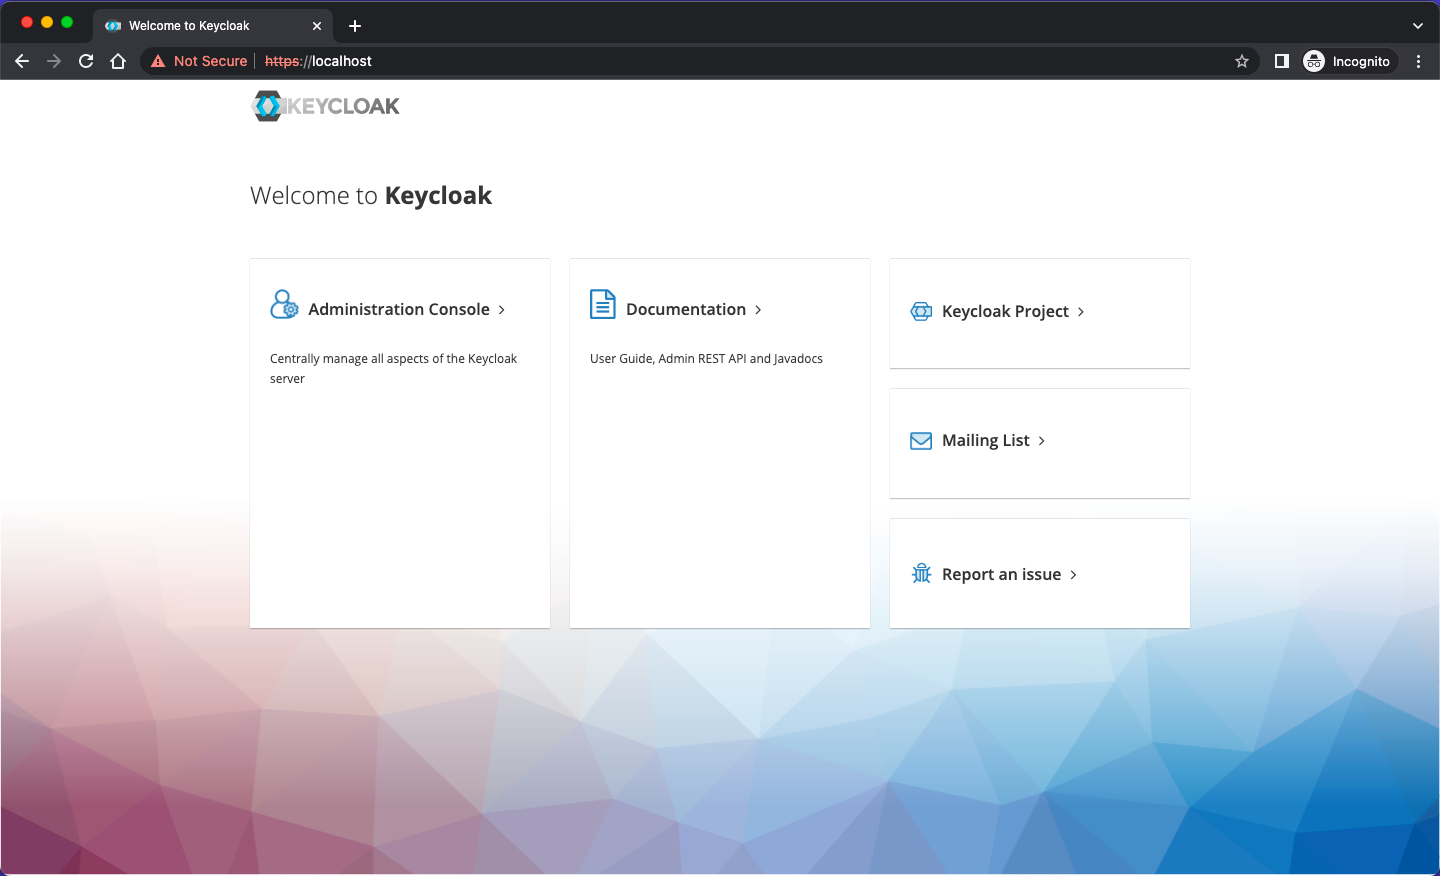 Welcome to Keycloak
Not Secure
https://localhost
Incognito
KEYCLOAK
Welcome to Keycloak
Administration Console
Centrally manage all aspects of the Keycloak
server
Documentation
User Guide, Admin REST API and Javadocs
Keycloak Project
Mailing List
Report an issue